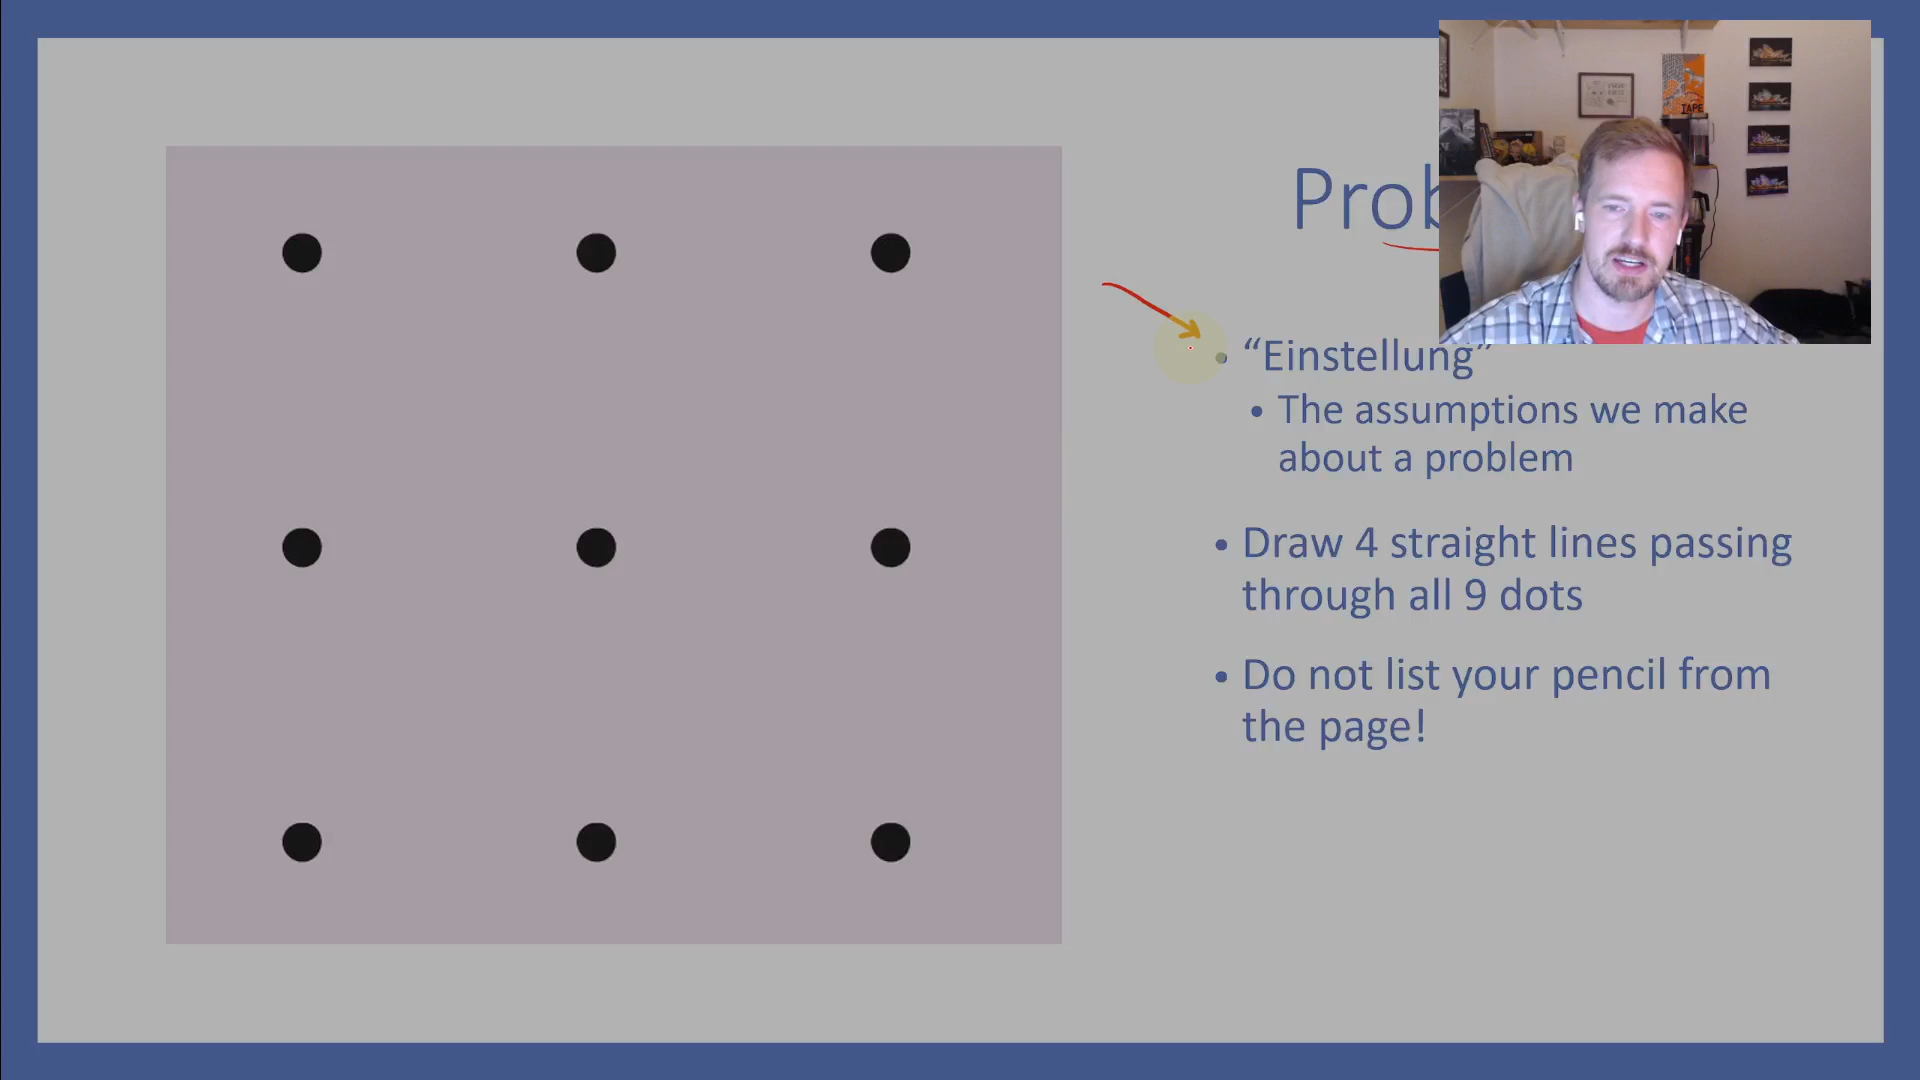 Prob
• “Einstellung”
• The assumptions we make
about a problem
• Draw 4 straight lines passing
through all 9 dots
• Do not list your pencil from
the page!
TAPE